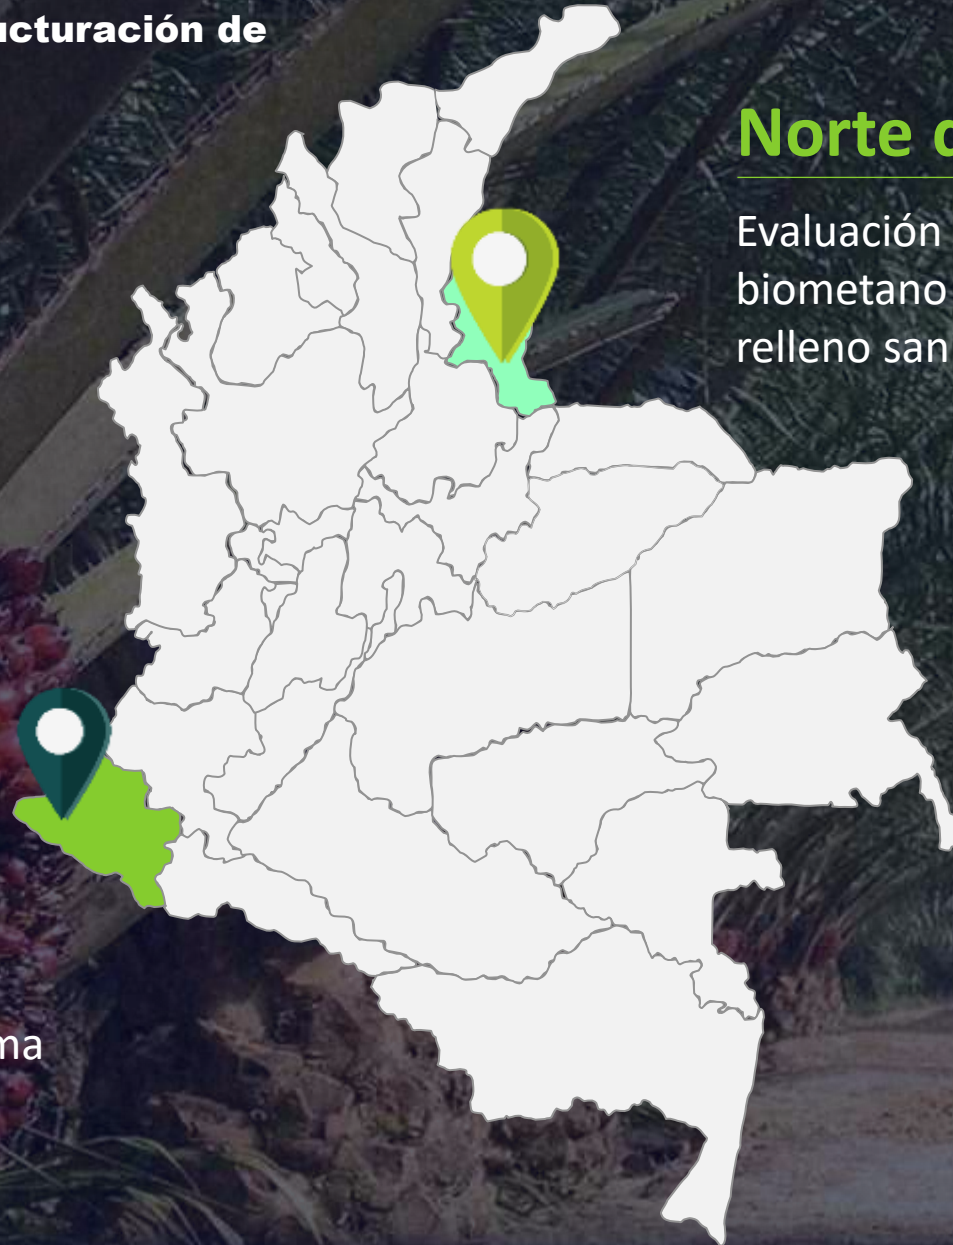 ucturación de
Norte d
Evaluación
biometano
relleno san
ma